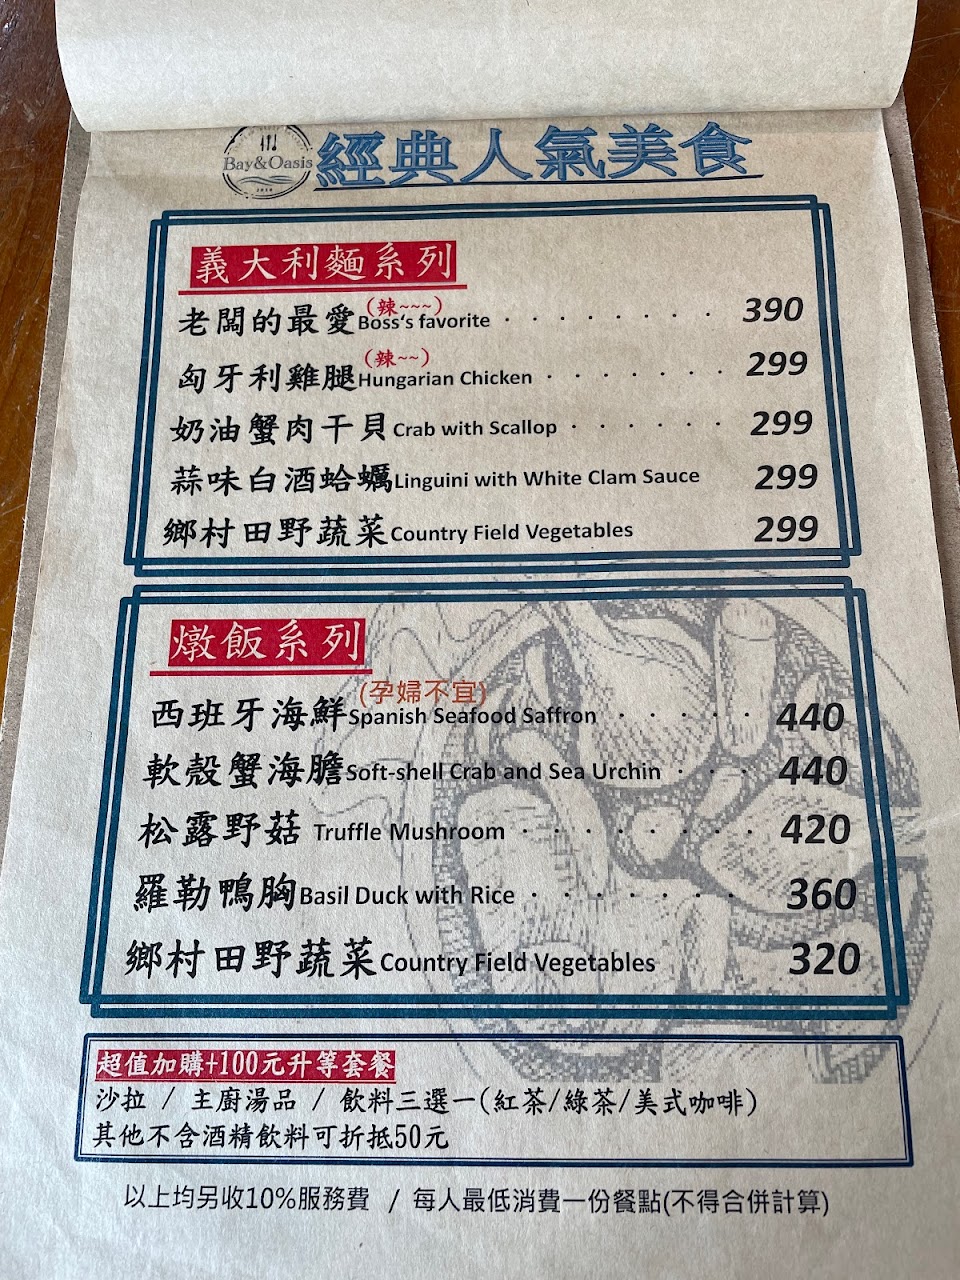 Bay&Oasis
2018
經典人氣美食
義大利麵系列
(辣~~~)
老闆的最愛Boss's favorite · · · · · · · · 390
(辣~~)
匈牙利雞腿Hungarian Chicken · · · · · · · 299
奶油蟹肉干貝Crab with Scallop · · · · · · 299
蒜味白酒蛤蠣Linguini with White Clam Sauce 299
鄉村田野蔬菜Country Field Vegetables 299
燉飯系列
(孕婦不宜)
西班牙海鮮Spanish Seafood Saffron · · · · · 440
軟殼蟹海膽Soft-shell Crab and Sea Urchin · · · 440
松露野菇 Truffle Mushroom · · · · · · · · 420
羅勒鴨胸Basil Duck with Rice · · · · · · · 360
鄉村田野蔬菜Country Field Vegetables 320
超值加購+100元升等套餐
沙拉 / 主廚湯品 / 飲料三選一(紅茶/綠茶/美式咖啡)
其他不含酒精飲料可折抵50元
以上均另收10%服務費 / 每人最低消費一份餐點(不得合併計算)